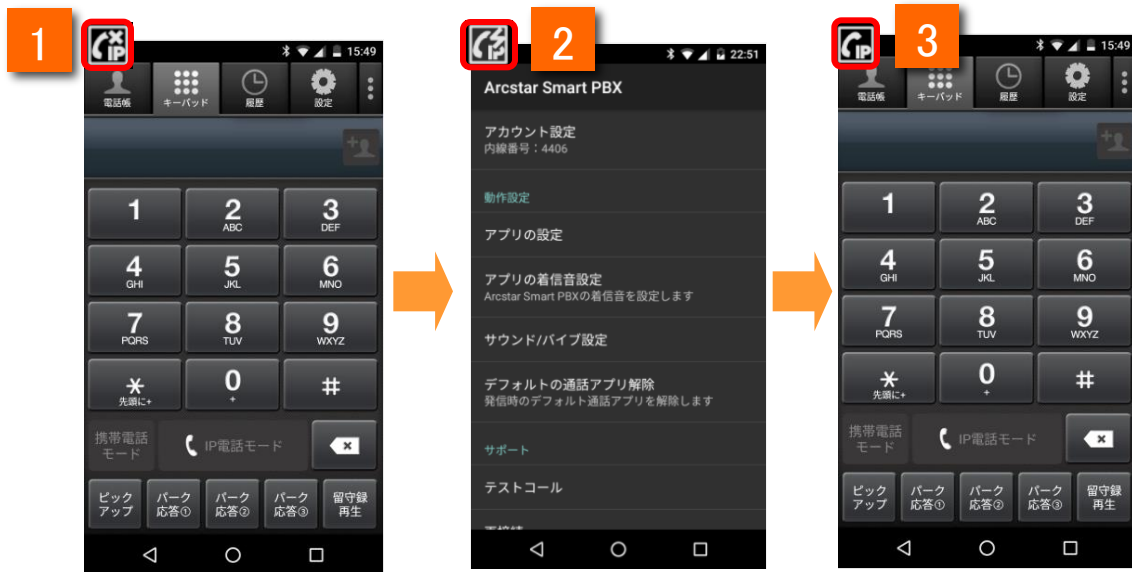 1
IP
15:49
電話帳
キーパッド
履歴
設定
1
2
ABC
3
DEF
4
GHI
5
JKL
6
MNO
7
PQRS
8
TUV
9
WXYZ
*
先頭に+
0
+
#
携帯電話
モード
IP電話モード
ピック
アップ
パーク
応答①
パーク
応答②
パーク
応答③
留守録
再生
2
22:51
Arcstar Smart PBX
アカウント設定
内線番号：4406
動作設定
アプリの設定
アプリの着信音設定
Arcstar Smart PBXの着信音を設定します
サウンド/バイブ設定
デフォルトの通話アプリ解除
発信時のデフォルト通話アプリを解除します
サポート
テストコール
3
IP
15:49
電話帳
キーパッド
履歴
設定
1
2
ABC
3
DEF
4
GHI
5
JKL
6
MNO
7
PQRS
8
TUV
9
WXYZ
*
先頭に+
0
+
#
携帯電話
モード
IP電話モード
ピック
アップ
パーク
応答①
パーク
応答②
パーク
応答③
留守録
再生